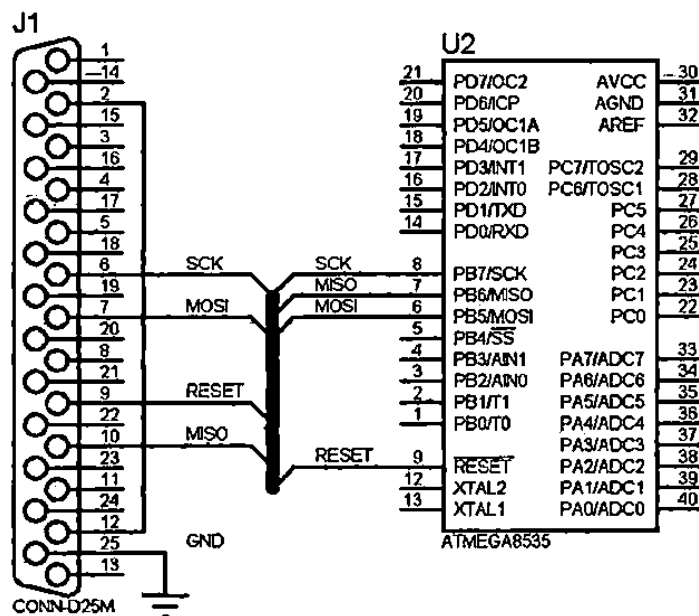 J1
1
14
2
15
3
16
4
17
5
18
6
19
7
20
8
21
9
22
10
23
11
24
12
25
13
CONN-D25M
SCK
MOSI
RESET
MISO
GND
SCK
MISO
MOSI
RESET
U2
21 PD7/OC2 AVCC 30
20 PD6/ICP AGND 31
19 PD5/OC1A AREF 32
18 PD4/OC1B
17 PD3/INT1 PC7/TOSC2 29
16 PD2/INT0 PC6/TOSC1 28
15 PD1/TXD PC5 27
14 PD0/RXD PC4 26
PC3 25
8 PB7/SCK PC2 24
7 PB6/MISO PC1 23
6 PB5/MOSI PC0 22
5 PB4/SS
4 PB3/AIN1 PA7/ADC7 33
3 PB2/AIN0 PA6/ADC6 34
2 PB1/T1 PA5/ADC5 35
1 PB0/T0 PA4/ADC4 36
PA3/ADC3 37
9 RESET PA2/ADC2 38
12 XTAL2 PA1/ADC1 39
13 XTAL1 PA0/ADC0 40
ATMEGA8535